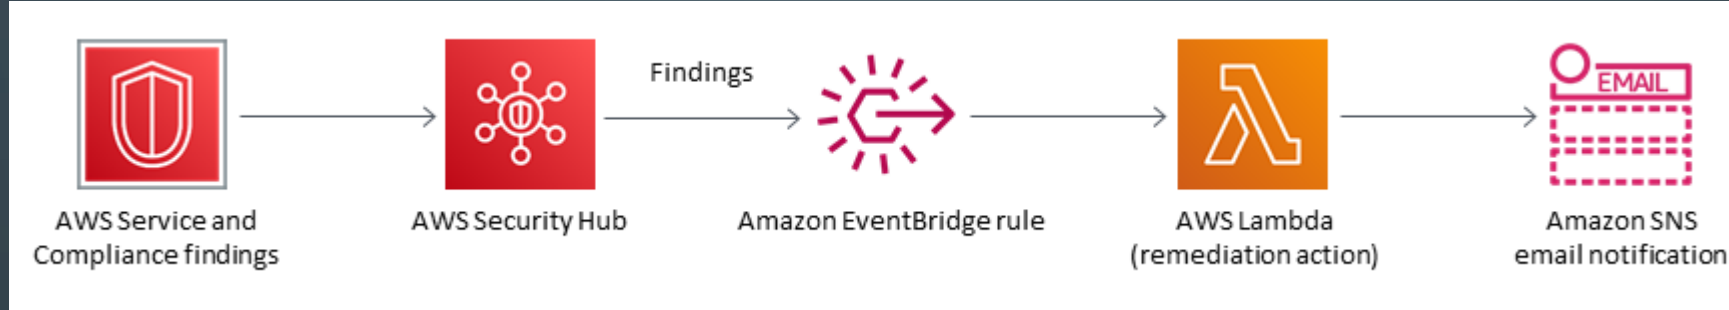 Findings
EMAIL
AWS Service and
Compliance findings
AWS Security Hub
Amazon EventBridge rule
AWS Lambda
(remediation action)
Amazon SNS
email notification